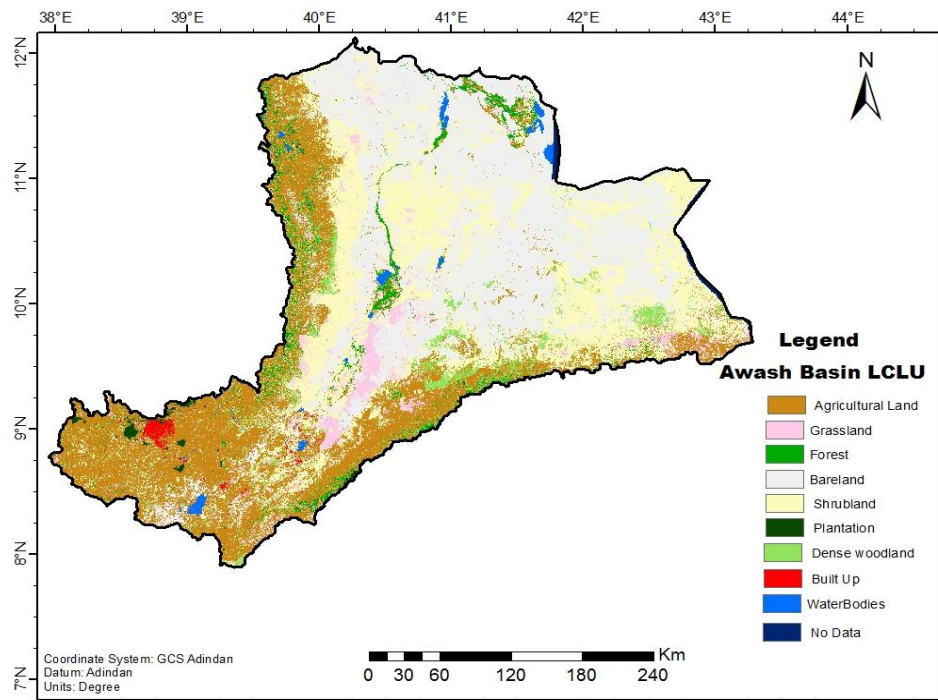 38°E 39°E 40°E 41°E 42°E 43°E 44°E
12°N
11°N
10°N
9°N
8°N
7°N
N
Legend
Awash Basin LCLU
Agricultural Land
Grassland
Forest
Bareland
Shrubland
Plantation
Dense woodland
Built Up
WaterBodies
No Data
Coordinate System: GCS Adindan
Datum: Adindan
Units: Degree
Km
0 30 60 120 180 240